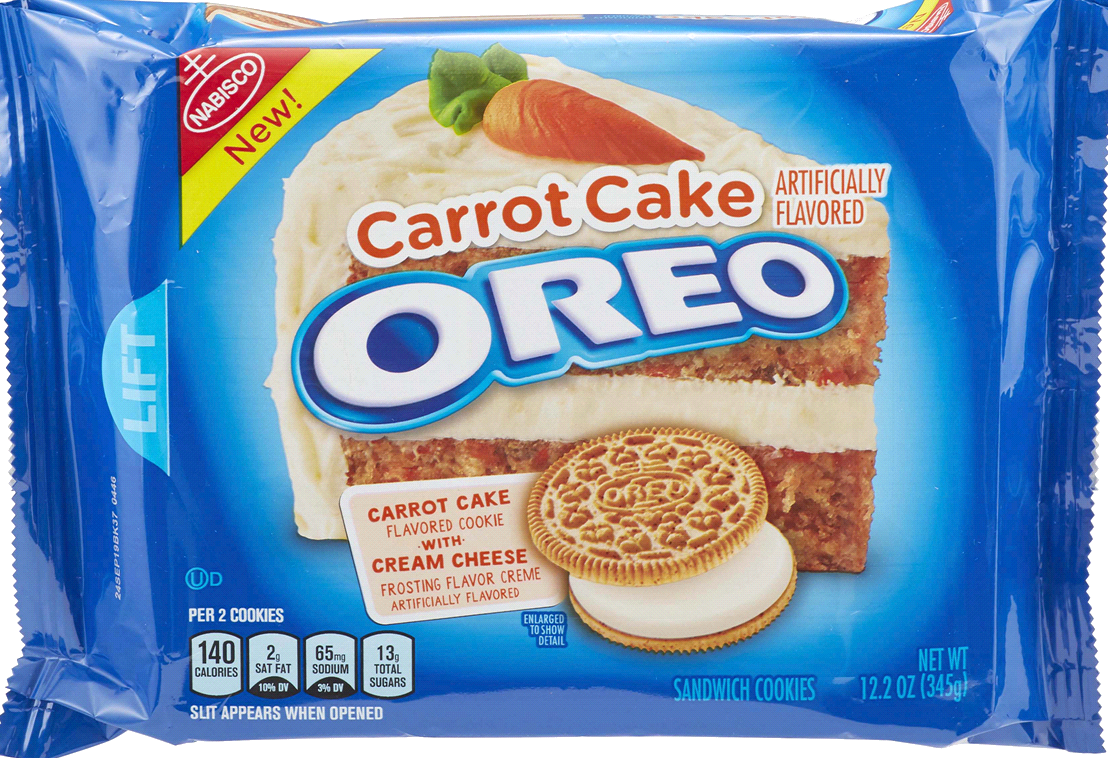 NABISCO
New!
Carrot Cake
ARTIFICIALLY
FLAVORED
OREO
LIFT
CARROT CAKE
FLAVORED COOKIE
·WITH·
CREAM CHEESE
FROSTING FLAVOR CREME
ARTIFICIALLY FLAVORED
OREO
ENLARGED
TO SHOW
DETAIL
24SEP19BK37 0446
U D
PER 2 COOKIES
140
CALORIES
2g
SAT FAT
10% DV
65mg
SODIUM
3% DV
13g
TOTAL
SUGARS
SLIT APPEARS WHEN OPENED
SANDWICH COOKIES
NET WT
12.2 OZ (345g)